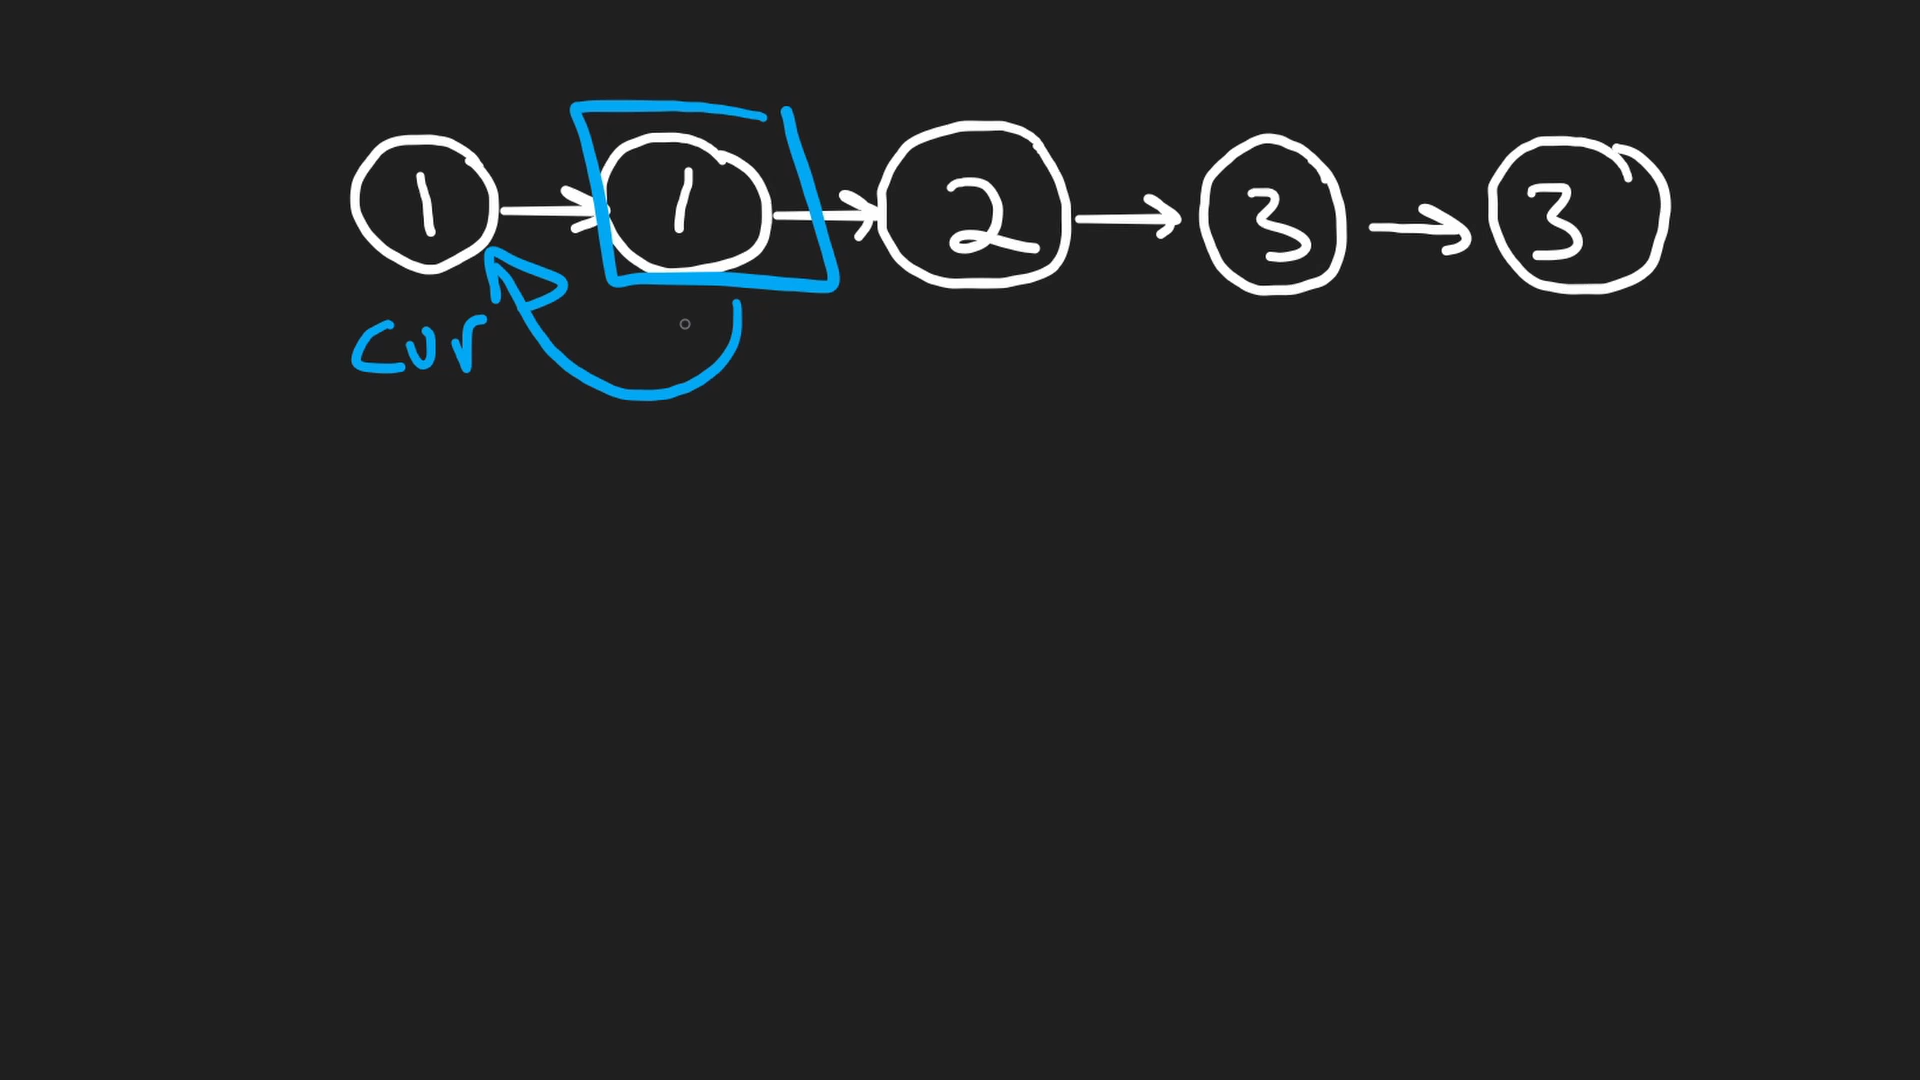 1 → 1 → 2 → 3 → 3
cur